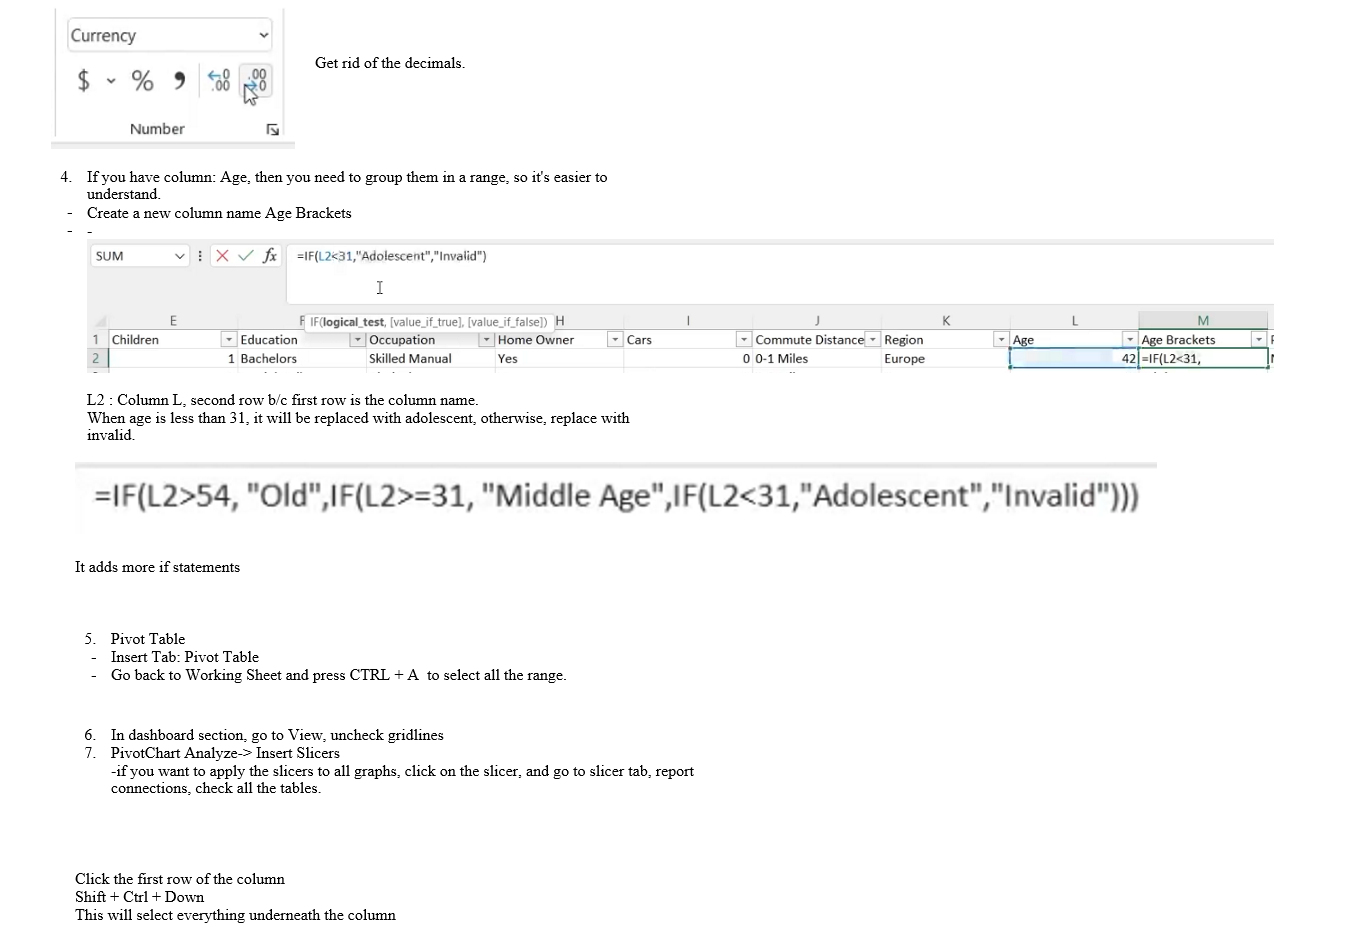 Currency
$ % , ←0 .00 .00 →0
Get rid of the decimals.
Number
4. If you have column: Age, then you need to group them in a range, so it's easier to
understand.
- Create a new column name Age Brackets
- -
SUM fx =IF(L2<31,"Adolescent","Invalid")
E F IF(logical_test, [value_if_true], [value_if_false]) H I J K L M
1 Children Education Occupation Home Owner Cars Commute Distance Region Age Age Brackets
2 1 Bachelors Skilled Manual Yes 0 0-1 Miles Europe 42 =IF(L2<31,
L2 : Column L, second row b/c first row is the column name.
When age is less than 31, it will be replaced with adolescent, otherwise, replace with
invalid.
=IF(L2>54, "Old",IF(L2>=31, "Middle Age",IF(L2<31,"Adolescent","Invalid")))
It adds more if statements
5. Pivot Table
- Insert Tab: Pivot Table
- Go back to Working Sheet and press CTRL + A to select all the range.
6. In dashboard section, go to View, uncheck gridlines
7. PivotChart Analyze-> Insert Slicers
-if you want to apply the slicers to all graphs, click on the slicer, and go to slicer tab, report
connections, check all the tables.
Click the first row of the column
Shift + Ctrl + Down
This will select everything underneath the column